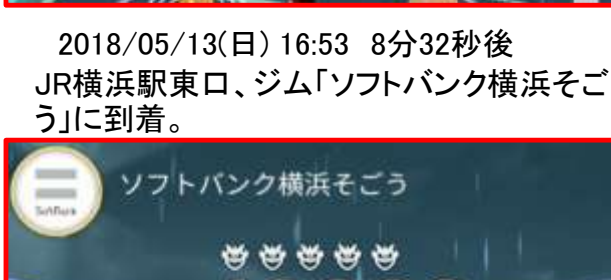 2018/05/13(日) 16:53 8分32秒後
JR横浜駅東口、ジム「ソフトバンク横浜そご
う」に到着。
ソフトバンク横浜そごう
SoftBank